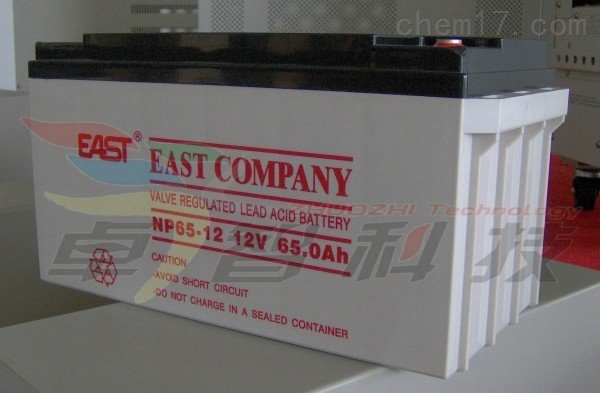 chem17.com
EAST®
EAST COMPANY
VALVE REGULATED LEAD ACID BATTERY
NP65-12 12V 65.0Ah
ZHUOZHI Technology
卓智科技
CAUTION
-AVOID SHORT CIRCUIT
-DO NOT CHARGE IN A SEALED CONTAINER